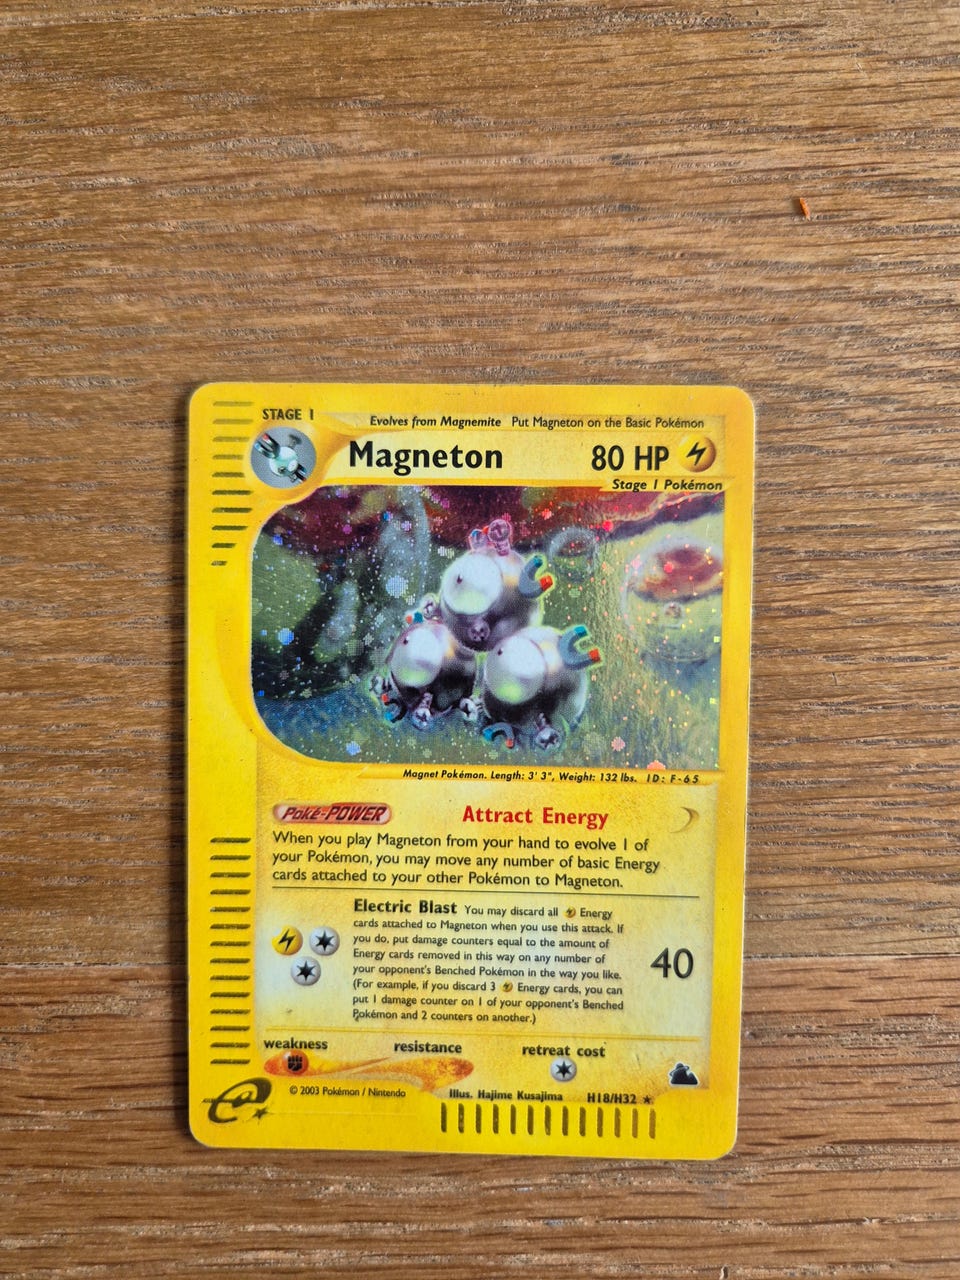 STAGE 1
Evolves from Magnemite Put Magneton on the Basic Pokémon
Magneton 80 HP
Stage 1 Pokémon
Magnet Pokémon. Length: 3' 3", Weight: 132 lbs. ID: F-65
Poké-POWER Attract Energy
When you play Magneton from your hand to evolve 1 of
your Pokémon, you may move any number of basic Energy
cards attached to your other Pokémon to Magneton.
Electric Blast You may discard all Energy
cards attached to Magneton when you use this attack. If
you do, put damage counters equal to the amount of
Energy cards removed in this way on any number of
your opponent's Benched Pokémon in the way you like.
(For example, if you discard 3 Energy cards, you can
put 1 damage counter on 1 of your opponent's Benched
Pokémon and 2 counters on another.)
40
weakness resistance retreat cost
e
© 2003 Pokémon / Nintendo
Illus. Hajime Kusajima H18/H32 ★